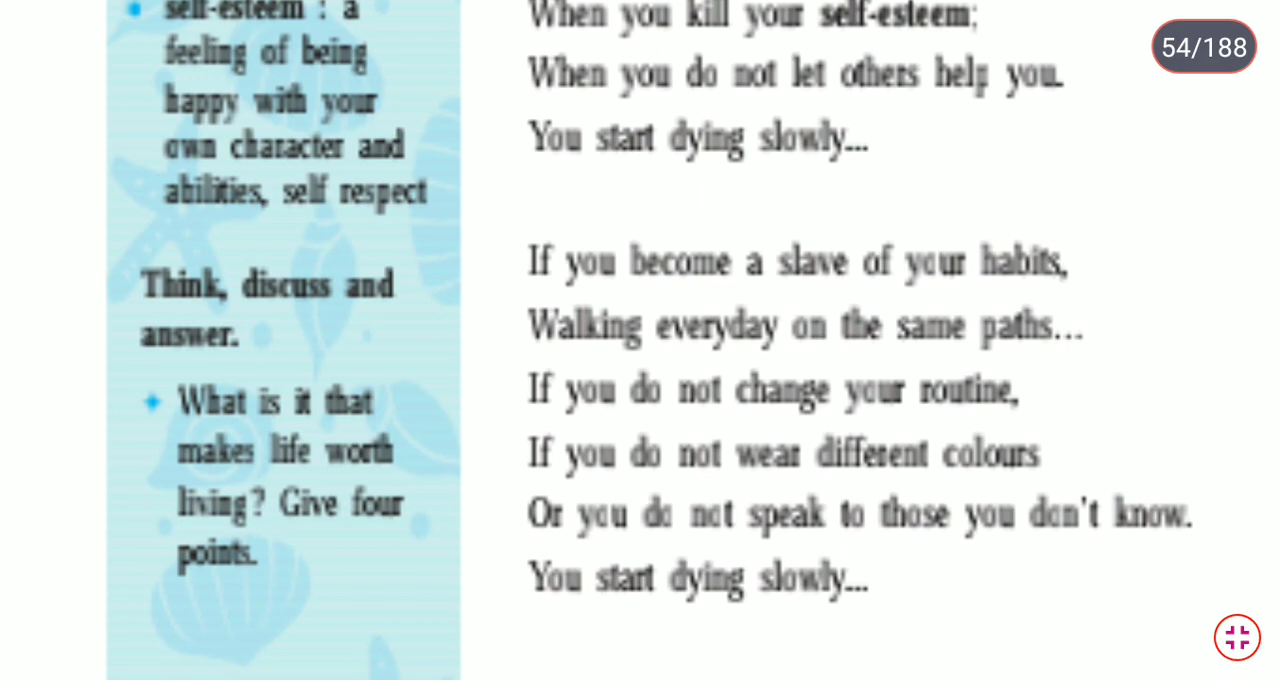 self-esteem : a
feeling of being
happy with your
own character and
abilities, self respect
Think, discuss and
answer.
What is it that
makes life worth
living? Give four
points.
When you kill your self-esteem;
When you do not let others help you.
You start dying slowly...
If you become a slave of your habits,
Walking everyday on the same paths...
If you do not change your routine,
If you do not wear different colours
Or you do not speak to those you don't know.
You start dying slowly...
54/188